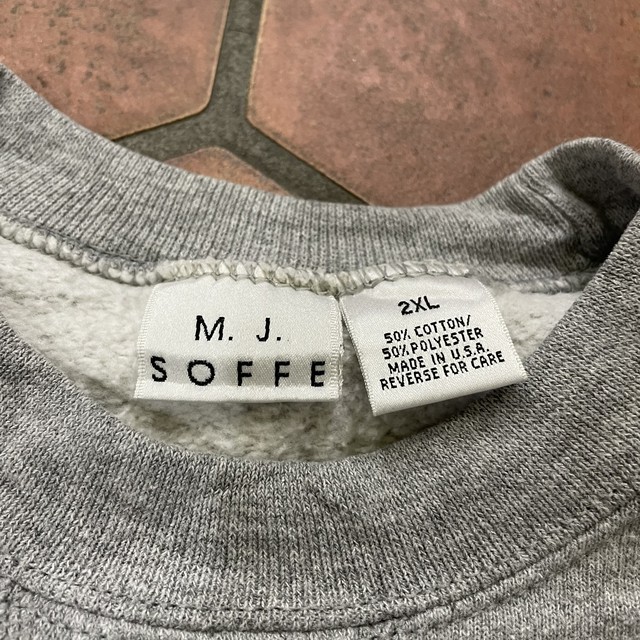 M. J.
SOFFE
2XL
50% COTTON/
50% POLYESTER
MADE IN U.S.A.
REVERSE FOR CARE